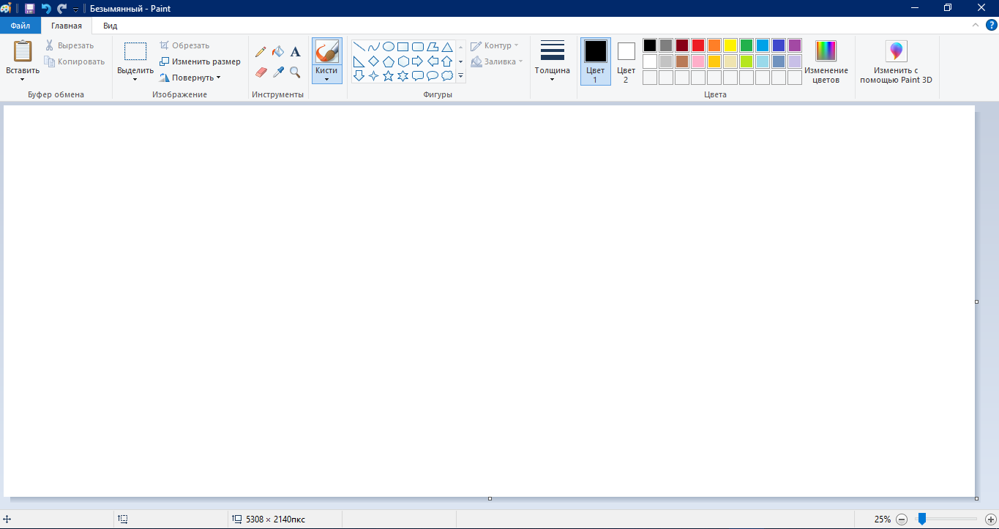 Безымянный - Paint
Файл
Главная
Вид
?
Вставить
Вырезать
Копировать
Буфер обмена
Выделить
Обрезать
Изменить размер
Повернуть
Изображение
A
Инструменты
Кисти
Фигуры
Контур
Заливка
Толщина
Цвет
1
Цвет
2
Изменение
цветов
Цвета
Изменить с
помощью Paint 3D
5308 × 2140пкс
25%